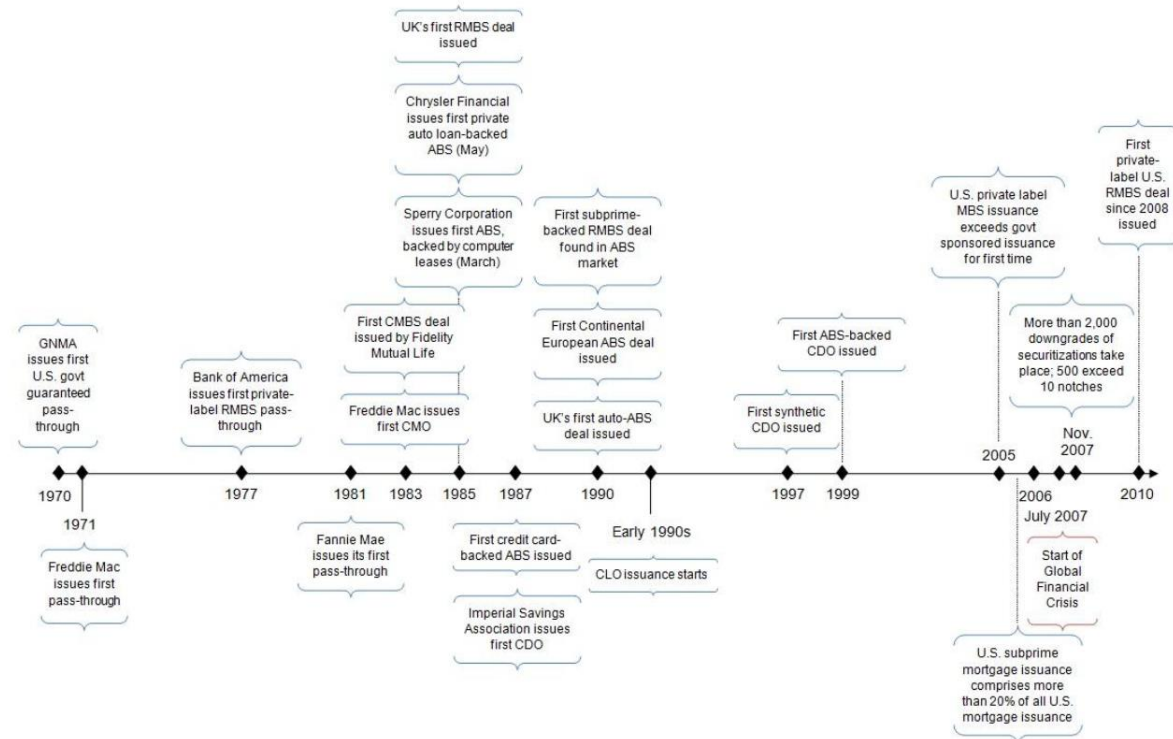 UK's first RMBS deal
issued
Chrysler Financial
issues first private
auto loan-backed
ABS (May)
Sperry Corporation
issues first ABS,
backed by computer
leases (March)
First subprime-
backed RMBS deal
found in ABS
market
U.S. private label
MBS issuance
exceeds govt
sponsored issuance
for first time
First
private-
label U.S.
RMBS deal
since 2008
issued
GNMA
issues first
U.S. govt
guaranteed
pass-
through
Bank of America
issues first private-
label RMBS pass-
through
First CMBS deal
issued by Fidelity
Mutual Life
Freddie Mac issues
first CMO
First Continental
European ABS deal
issued
UK's first auto-ABS
deal issued
First ABS-backed
CDO issued
First synthetic
CDO issued
More than 2,000
downgrades of
securitizations take
place; 500 exceed
10 notches
Nov.
2007
2005
1970
1977
1981
1983
1985
1987
1990
1997
1999
2006
2010
1971
Early 1990s
July 2007
Freddie Mac
issues first
pass-through
Fannie Mae
issues its first
pass-through
First credit card-
backed ABS issued
Imperial Savings
Association issues
first CDO
CLO issuance starts
Start of
Global
Financial
Crisis
U.S. subprime
mortgage issuance
comprises more
than 20% of all U.S.
mortgage issuance